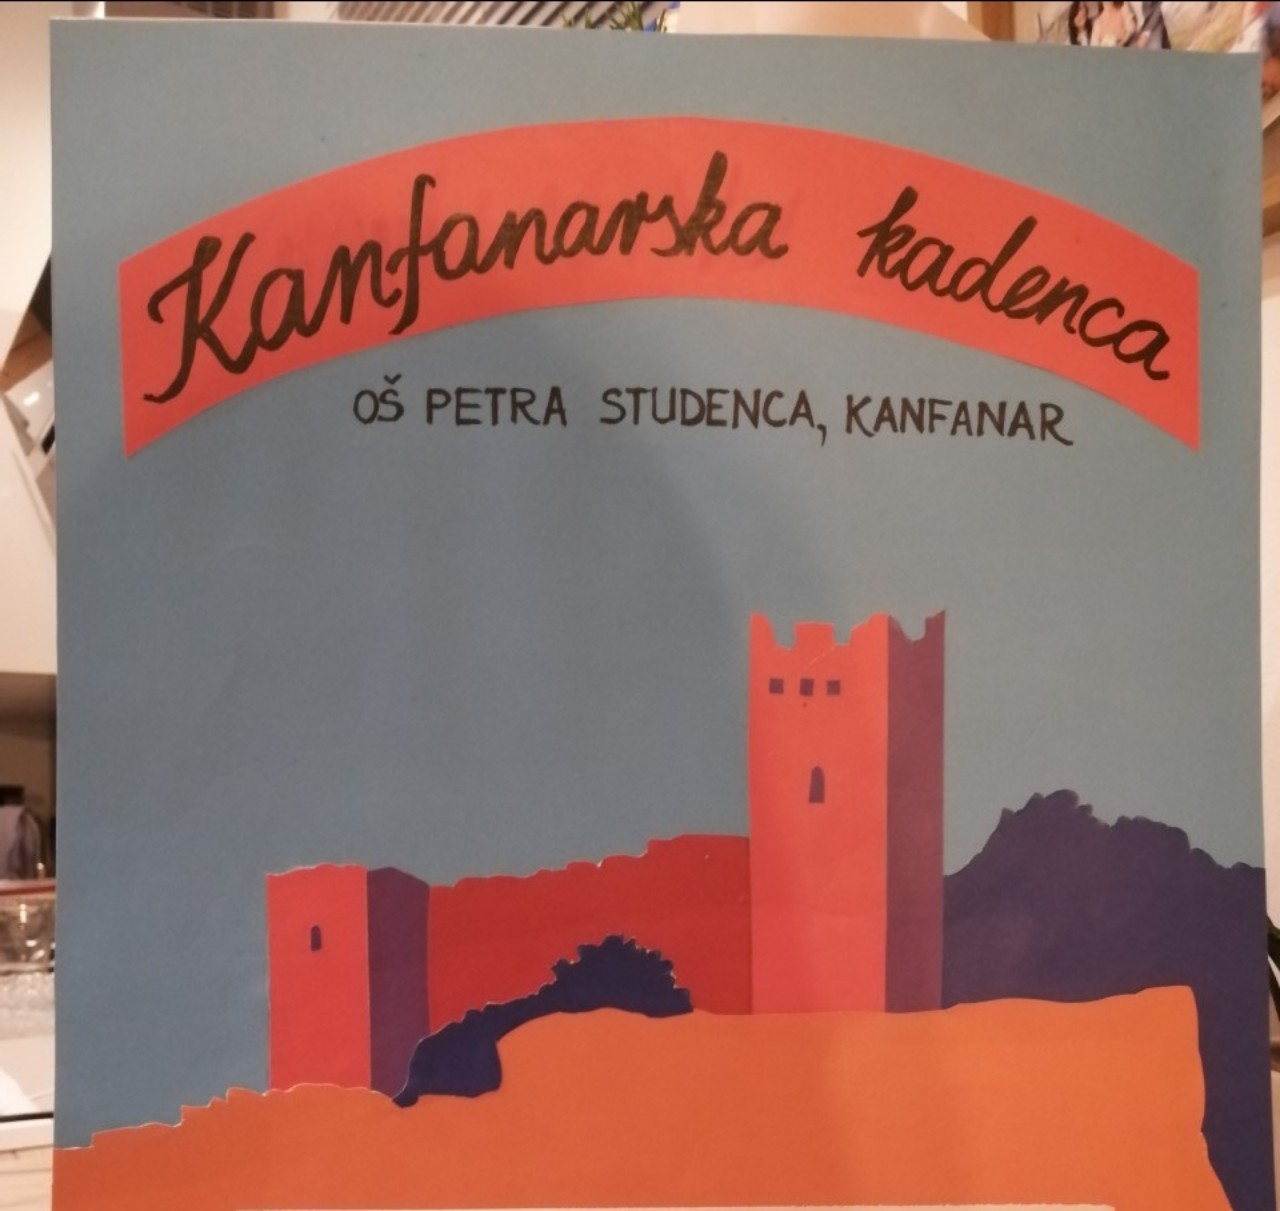 Kanfanarska kadenca
OŠ PETRA STUDENCA, KANFANAR